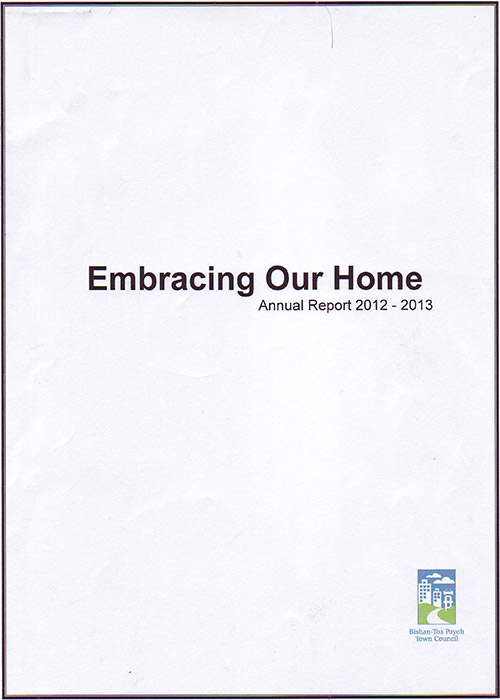 Embracing Our Home
Annual Report 2012 - 2013
Bishan-Toa Payoh
Town Council